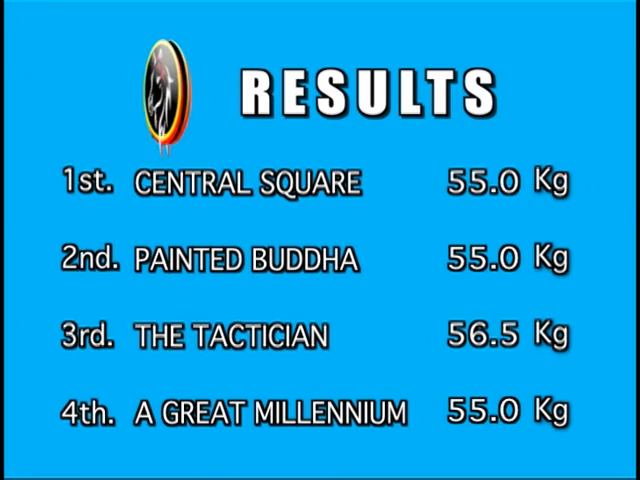 RESULTS
1st. CENTRAL SQUARE 55.0 Kg
2nd. PAINTED BUDDHA 55.0 Kg
3rd. THE TACTICIAN 56.5 Kg
4th. A GREAT MILLENNIUM 55.0 Kg